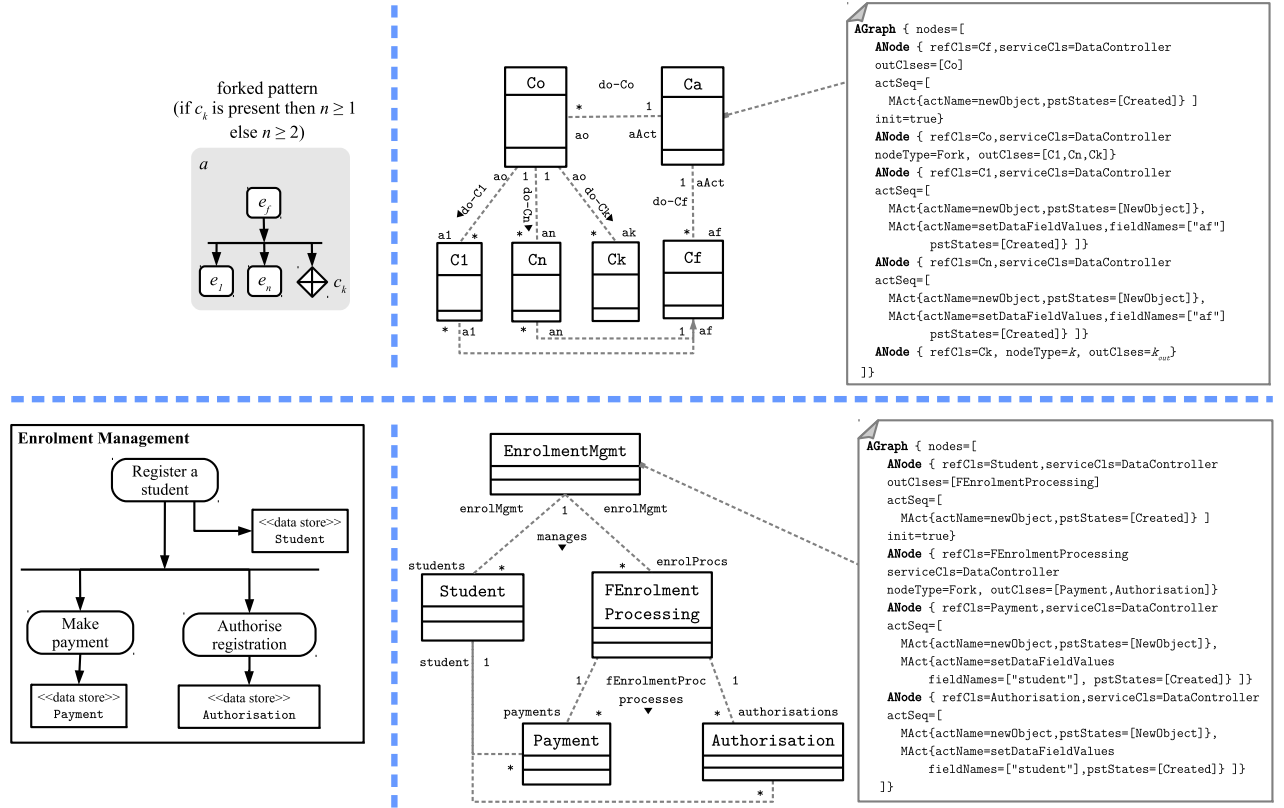 forked pattern
(if ck is present then n ≥ 1
else n ≥ 2)
a
ef
e1
en
ck
Co
do-Co
Ca
*
1
ao
aAct
ao
1
1
ao
1
aAct
do-C1
do-Cn
do-Ck
do-Cf
a1
*
*
an
*
ak
*
af
C1
Cn
Ck
Cf
*
a1
*
an
1
af
AGraph { nodes=[
ANode { refCls=Cf,serviceCls=DataController
outClses=[Co]
actSeq=[
MAct{actName=newObject,pstStates=[Created]} ]
init=true}
ANode { refCls=Co,serviceCls=DataController
nodeType=Fork, outClses=[C1,Cn,Ck]}
ANode { refCls=C1,serviceCls=DataController
actSeq=[
MAct{actName=newObject,pstStates=[NewObject]},
MAct{actName=setDataFieldValues,fieldNames=["af"]
pstStates=[Created]} ]}
ANode { refCls=Cn,serviceCls=DataController
actSeq=[
MAct{actName=newObject,pstStates=[NewObject]},
MAct{actName=setDataFieldValues,fieldNames=["af"]
pstStates=[Created]} ]}
ANode { refCls=Ck, nodeType=k, outClses=kout}
]}
Enrolment Management
Register a
student
<<data store>>
Student
Make
payment
Authorise
registration
<<data store>>
Payment
<<data store>>
Authorisation
EnrolmentMgmt
enrolMgmt
1
enrolMgmt
manages
students
*
*
enrolProcs
Student
FEnrolment
Processing
student
1
1
fEnrolmentProc
1
processes
payments
*
*
authorisations
Payment
Authorisation
*
*
AGraph { nodes=[
ANode { refCls=Student,serviceCls=DataController
outClses=[FEnrolmentProcessing]
actSeq=[
MAct{actName=newObject,pstStates=[Created]} ]
init=true}
ANode { refCls=FEnrolmentProcessing
serviceCls=DataController
nodeType=Fork, outClses=[Payment,Authorisation]}
ANode { refCls=Payment,serviceCls=DataController
actSeq=[
MAct{actName=newObject,pstStates=[NewObject]},
MAct{actName=setDataFieldValues
fieldNames=["student"], pstStates=[Created]} ]}
ANode { refCls=Authorisation,serviceCls=DataController
actSeq=[
MAct{actName=newObject,pstStates=[NewObject]},
MAct{actName=setDataFieldValues
fieldNames=["student"],pstStates=[Created]} ]}
]}